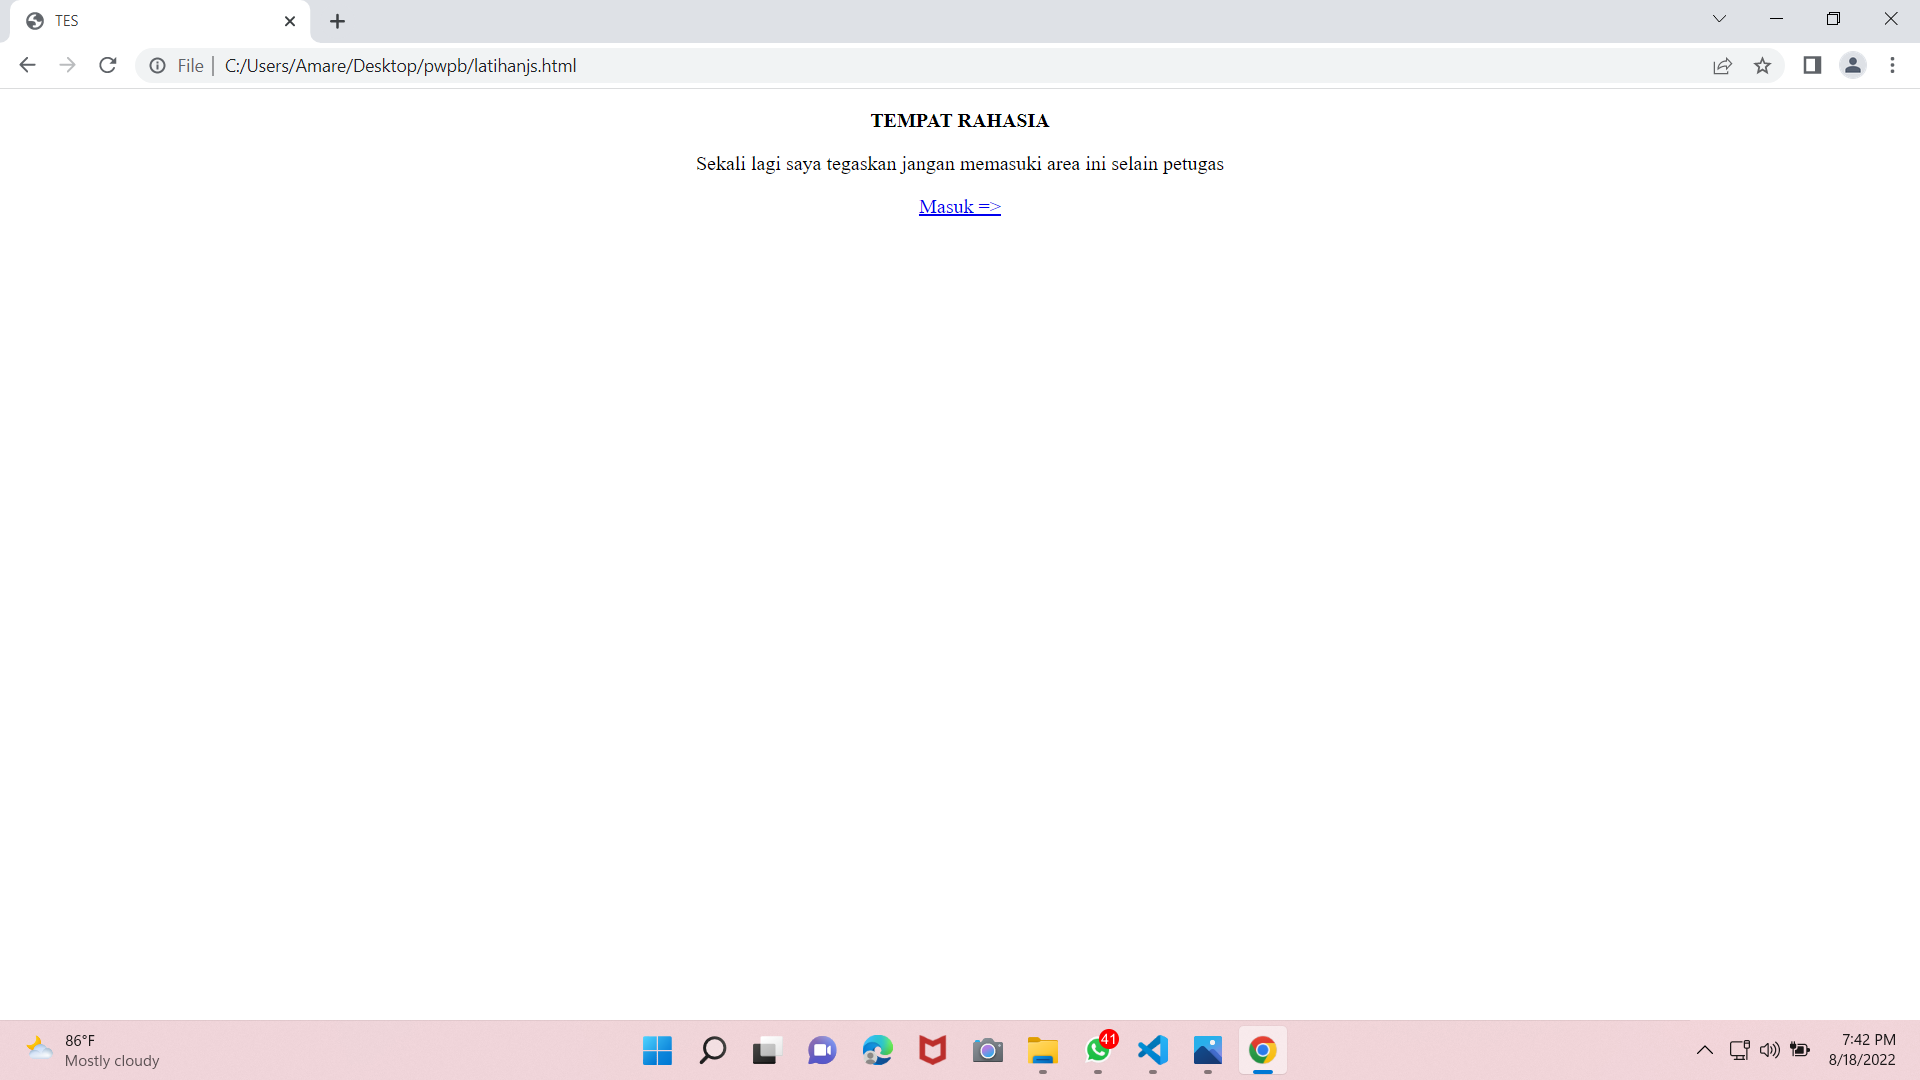 TES
File | C:/Users/Amare/Desktop/pwpb/latihanjs.html
TEMPAT RAHASIA
Sekali lagi saya tegaskan jangan memasuki area ini selain petugas
Masuk =>
86°F
Mostly cloudy
41
7:42 PM
8/18/2022